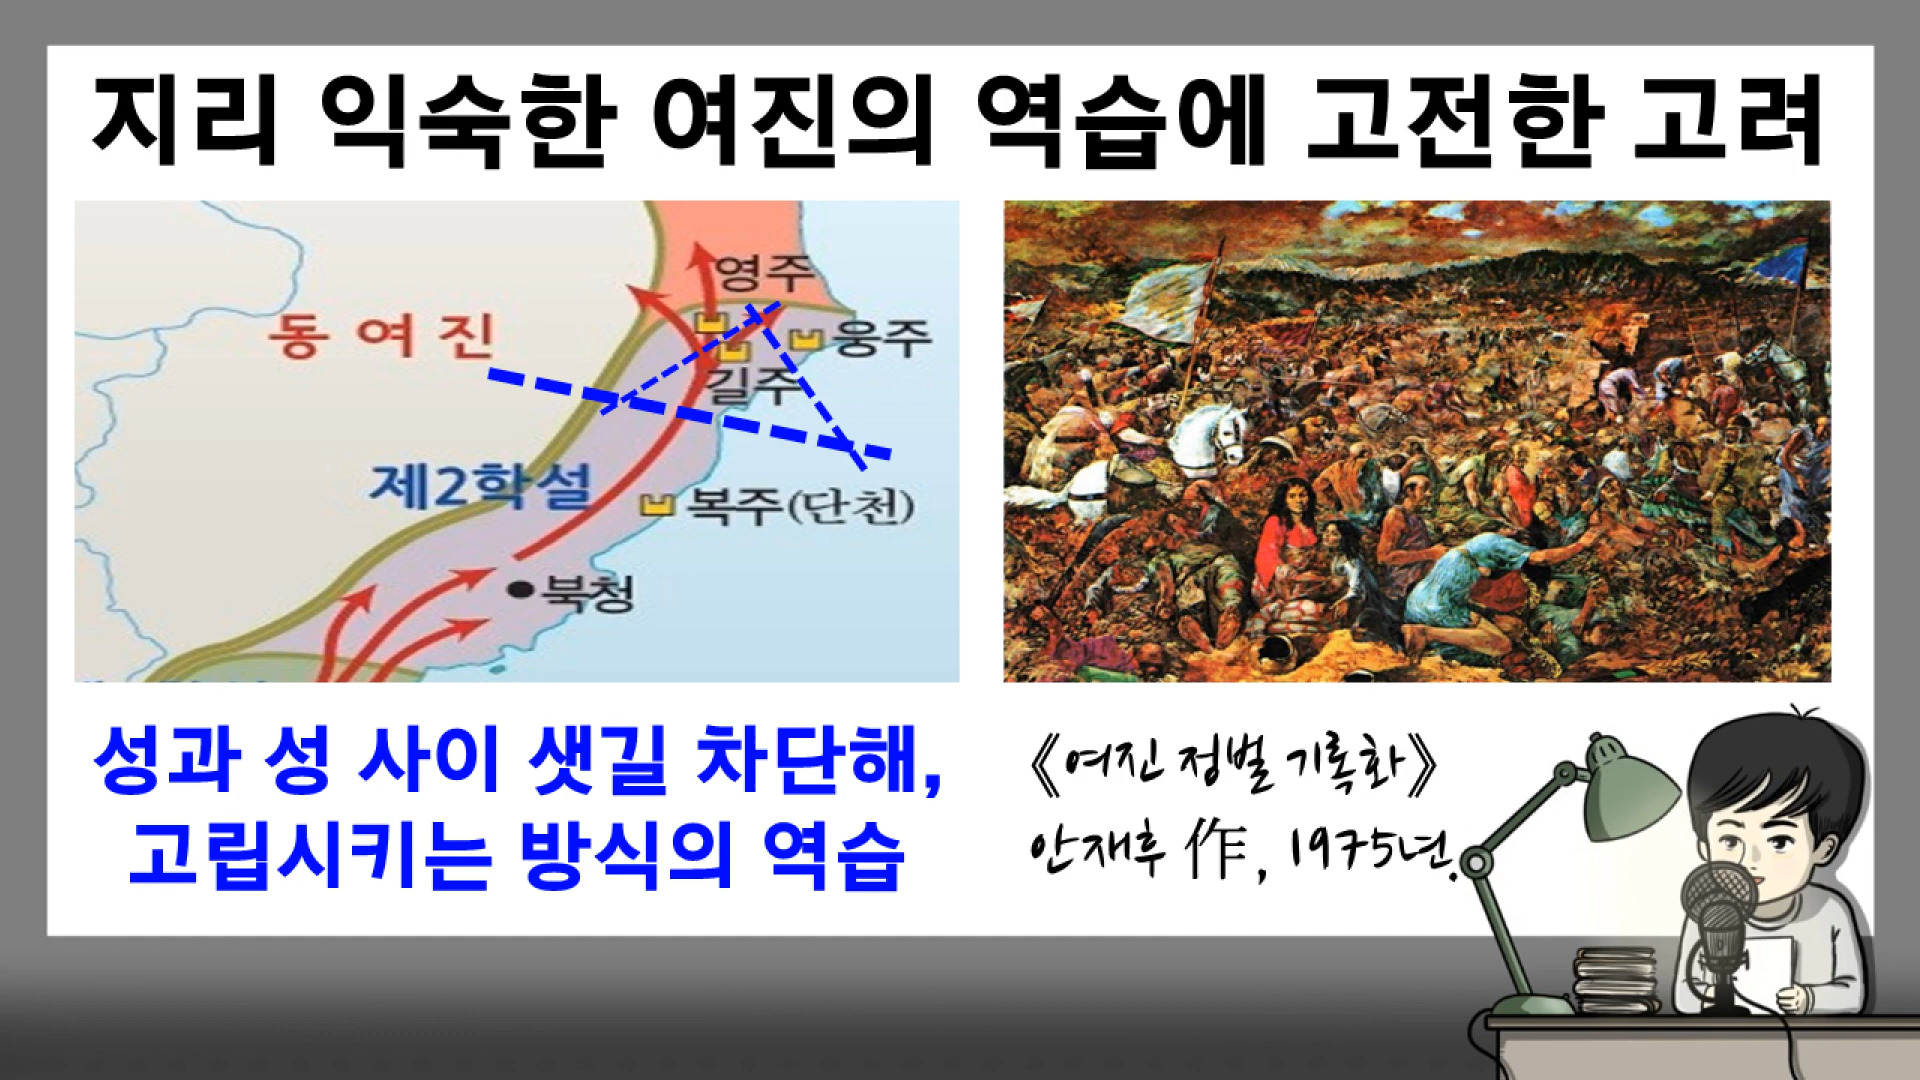 지리 익숙한 여진의 역습에 고전한 고려
영주
동여진
웅주
길주
제2학설
복주(단천)
북청
성과 성 사이 샛길 차단해,
고립시키는 방식의 역습
《여진 정벌 기록화》
안재후 作, 1975년.